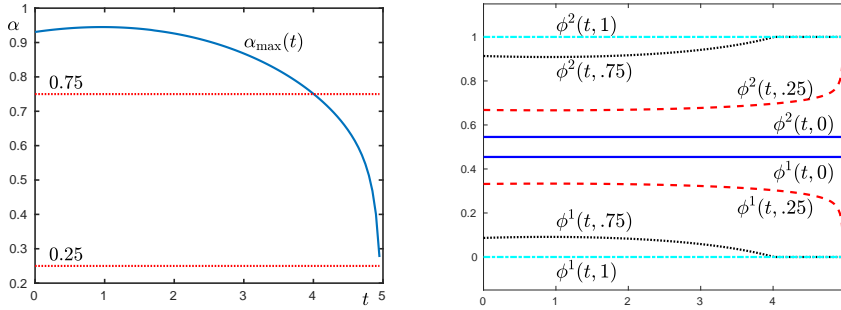 1
α
0.9
0.8
0.7
0.6
0.5
0.4
0.3
0.2
α_max(t)
0.75
0.25
0 1 2 3 4 5
t
1
0.8
0.6
0.4
0.2
0
φ²(t, 1)
φ²(t, .75)
φ²(t, .25)
φ²(t, 0)
φ¹(t, 0)
φ¹(t, .25)
φ¹(t, .75)
φ¹(t, 1)
0 1 2 3 4